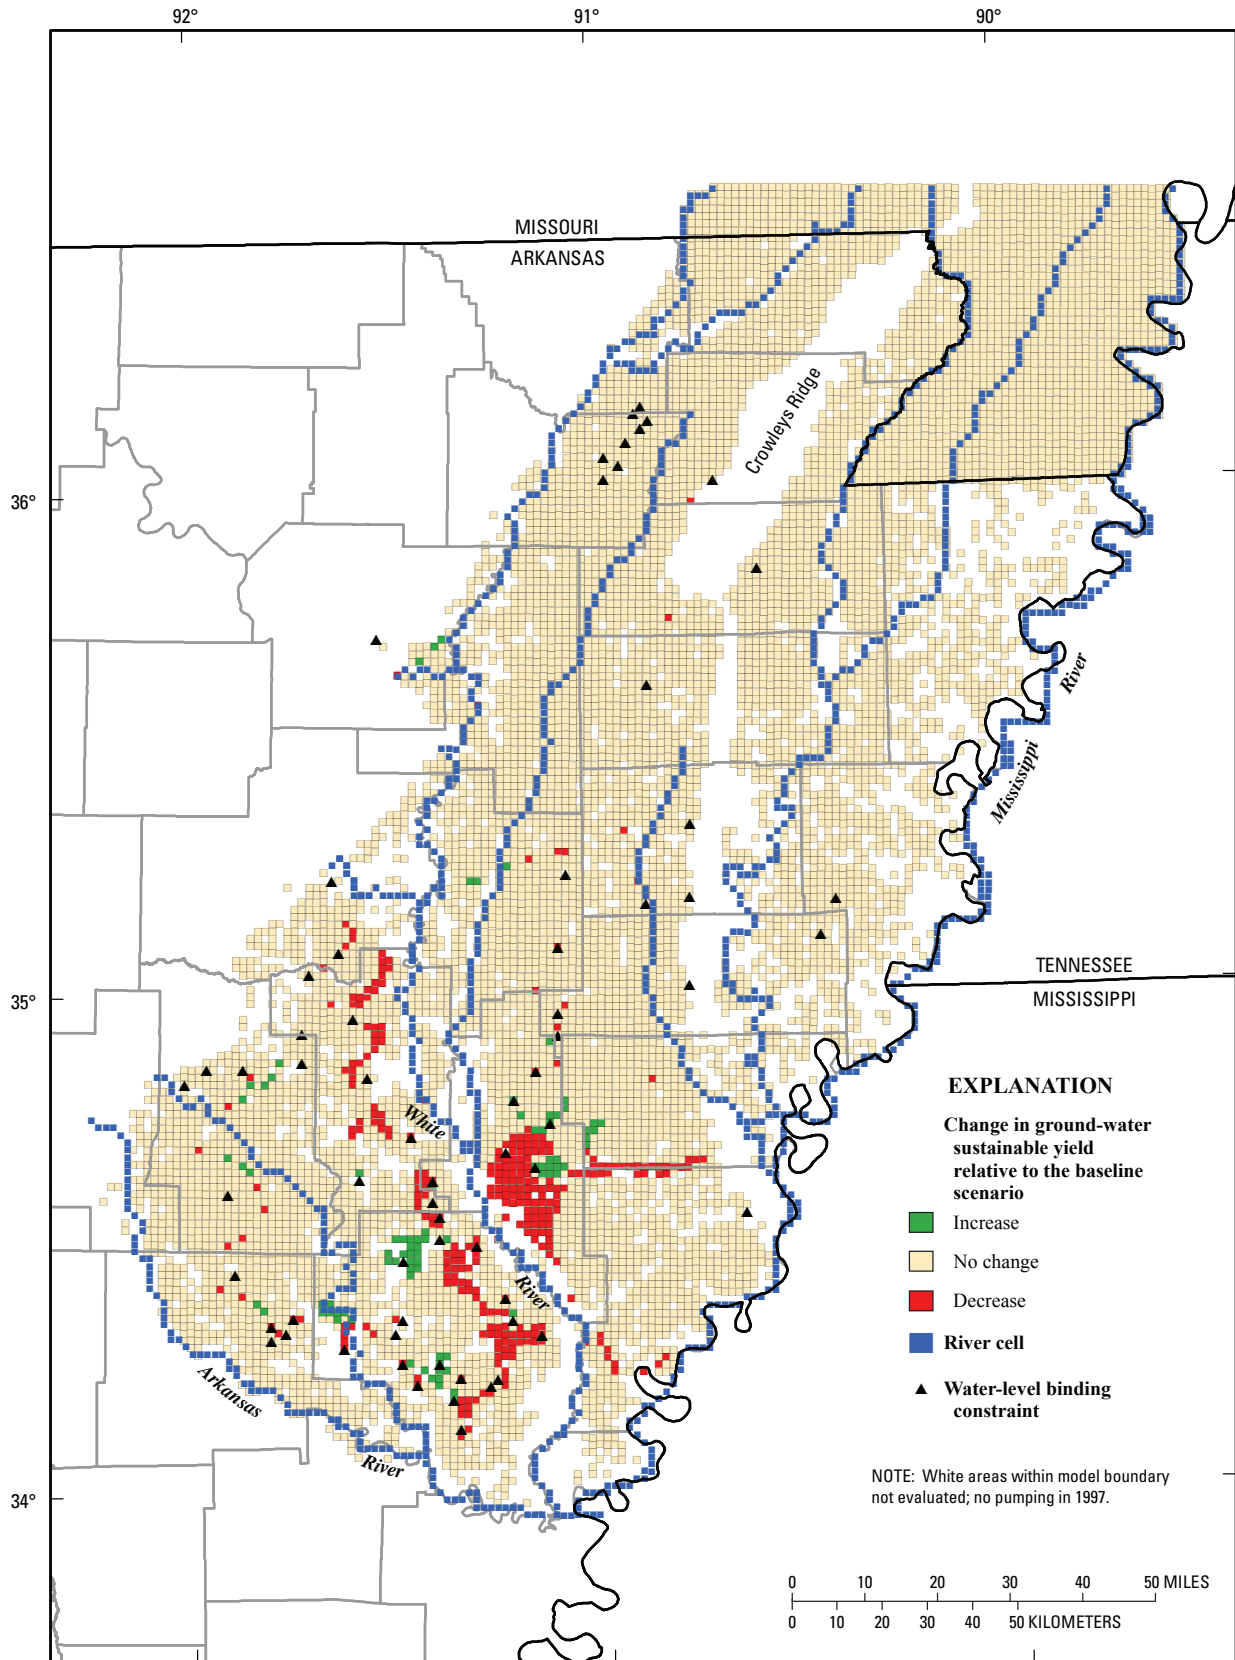 92°
91°
90°
MISSOURI
ARKANSAS
Crowleys Ridge
36°
River
Mississippi
35°
TENNESSEE
MISSISSIPPI
White
River
Arkansas
River
34°
EXPLANATION
Change in ground-water
sustainable yield
relative to the baseline
scenario
Increase
No change
Decrease
River cell
Water-level binding
constraint
NOTE: White areas within model boundary
not evaluated; no pumping in 1997.
0 10 20 30 40 50 MILES
0 10 20 30 40 50 KILOMETERS